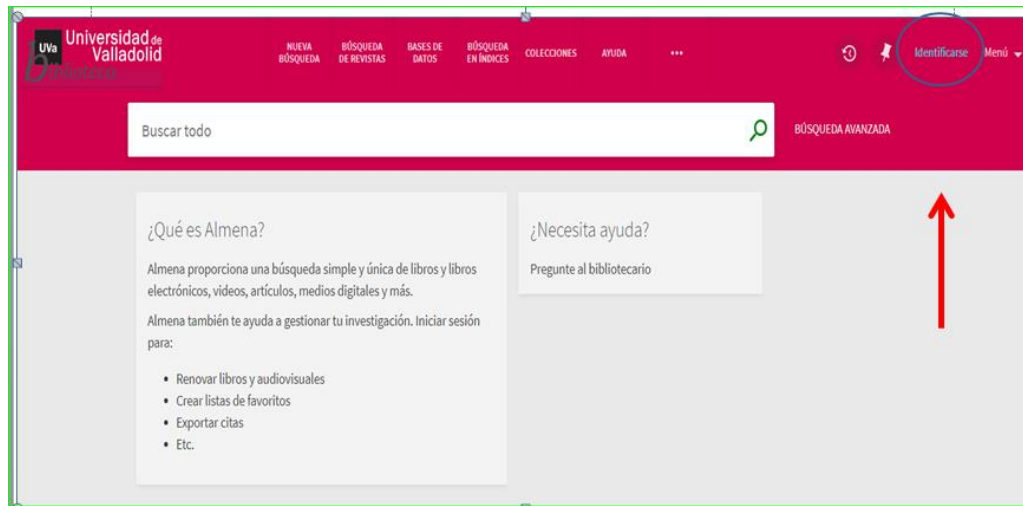 UVa Universidad de
Valladolid
biblioteca
NUEVA BÚSQUEDA
BÚSQUEDA DE REVISTAS
BASES DE DATOS
BÚSQUEDA EN ÍNDICES
COLECCIONES
AYUDA
•••
Identificarse
Menú
Buscar todo
BÚSQUEDA AVANZADA
¿Qué es Almena?
Almena proporciona una búsqueda simple y única de libros y libros
electrónicos, videos, artículos, medios digitales y más.
Almena también te ayuda a gestionar tu investigación. Iniciar sesión
para:
• Renovar libros y audiovisuales
• Crear listas de favoritos
• Exportar citas
• Etc.
¿Necesita ayuda?
Pregunte al bibliotecario